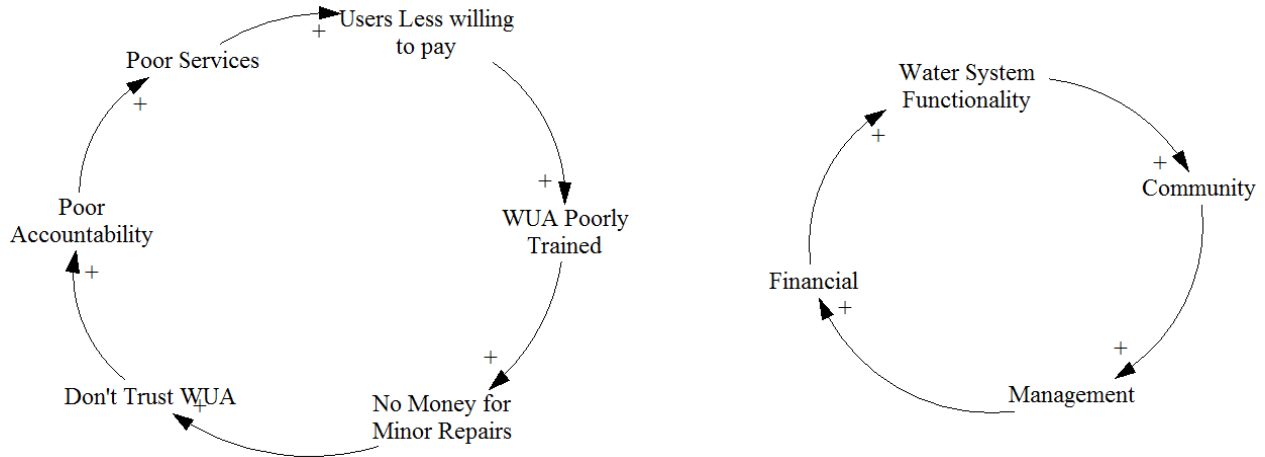 Users Less willing
to pay
+
Poor Services
+
+
WUA Poorly
Trained
Poor
Accountability
+
+
Don't Trust WUA
+
No Money for
Minor Repairs
Water System
Functionality
+
+
Community
Financial
+
+
Management